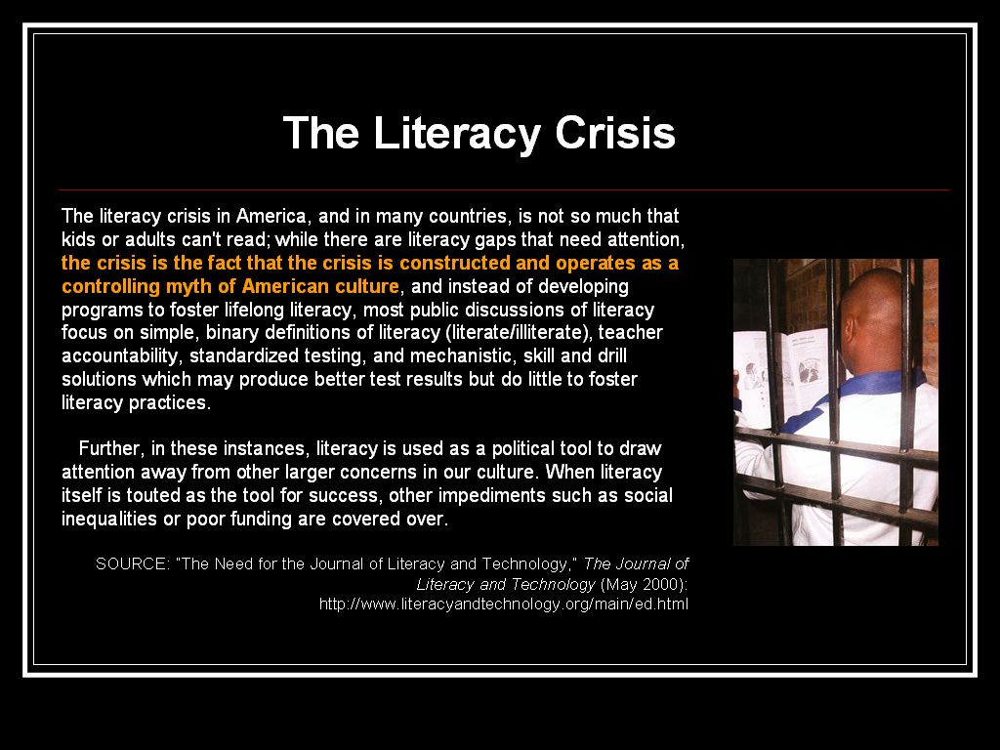 The Literacy Crisis
The literacy crisis in America, and in many countries, is not so much that
kids or adults can't read; while there are literacy gaps that need attention,
the crisis is the fact that the crisis is constructed and operates as a
controlling myth of American culture, and instead of developing
programs to foster lifelong literacy, most public discussions of literacy
focus on simple, binary definitions of literacy (literate/illiterate), teacher
accountability, standardized testing, and mechanistic, skill and drill
solutions which may produce better test results but do little to foster
literacy practices.
Further, in these instances, literacy is used as a political tool to draw
attention away from other larger concerns in our culture. When literacy
itself is touted as the tool for success, other impediments such as social
inequalities or poor funding are covered over.
SOURCE: "The Need for the Journal of Literacy and Technology," The Journal of
Literacy and Technology (May 2000):
http://www.literacyandtechnology.org/main/ed.html